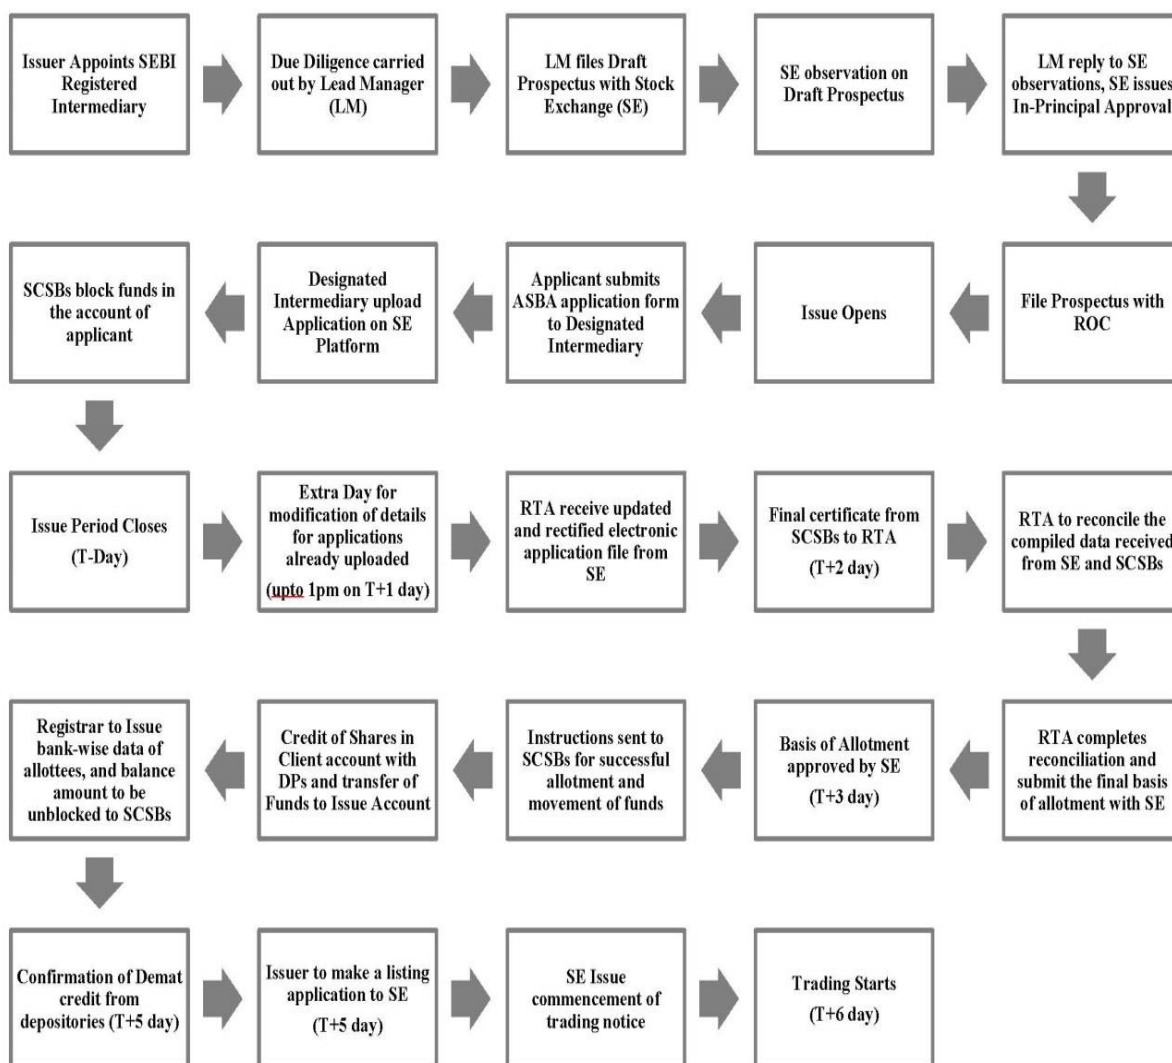 Issuer Appoints SEBI
Registered
Intermediary
Due Diligence carried
out by Lead Manager
(LM)
LM files Draft
Prospectus with Stock
Exchange (SE)
SE observation on
Draft Prospectus
LM reply to SE
observations, SE issues
In-Principal Approval
File Prospectus with
ROC
Issue Opens
Applicant submits
ASBA application form
to Designated
Intermediary
Designated
Intermediary upload
Application on SE
Platform
SCSBs block funds in
the account of
applicant
Issue Period Closes
(T-Day)
Extra Day for
modification of details
for applications
already uploaded
(upto 1pm on T+1 day)
RTA receive updated
and rectified electronic
application file from
SE
Final certificate from
SCSBs to RTA
(T+2 day)
RTA to reconcile the
compiled data received
from SE and SCSBs
RTA completes
reconciliation and
submit the final basis
of allotment with SE
Basis of Allotment
approved by SE
(T+3 day)
Instructions sent to
SCSBs for successful
allotment and
movement of funds
Credit of Shares in
Client account with
DPs and transfer of
Funds to Issue Account
Registrar to Issue
bank-wise data of
allottees, and balance
amount to be
unblocked to SCSBs
Confirmation of Demat
credit from
depositories (T+5 day)
Issuer to make a listing
application to SE
(T+5 day)
SE Issue
commencement of
trading notice
Trading Starts
(T+6 day)